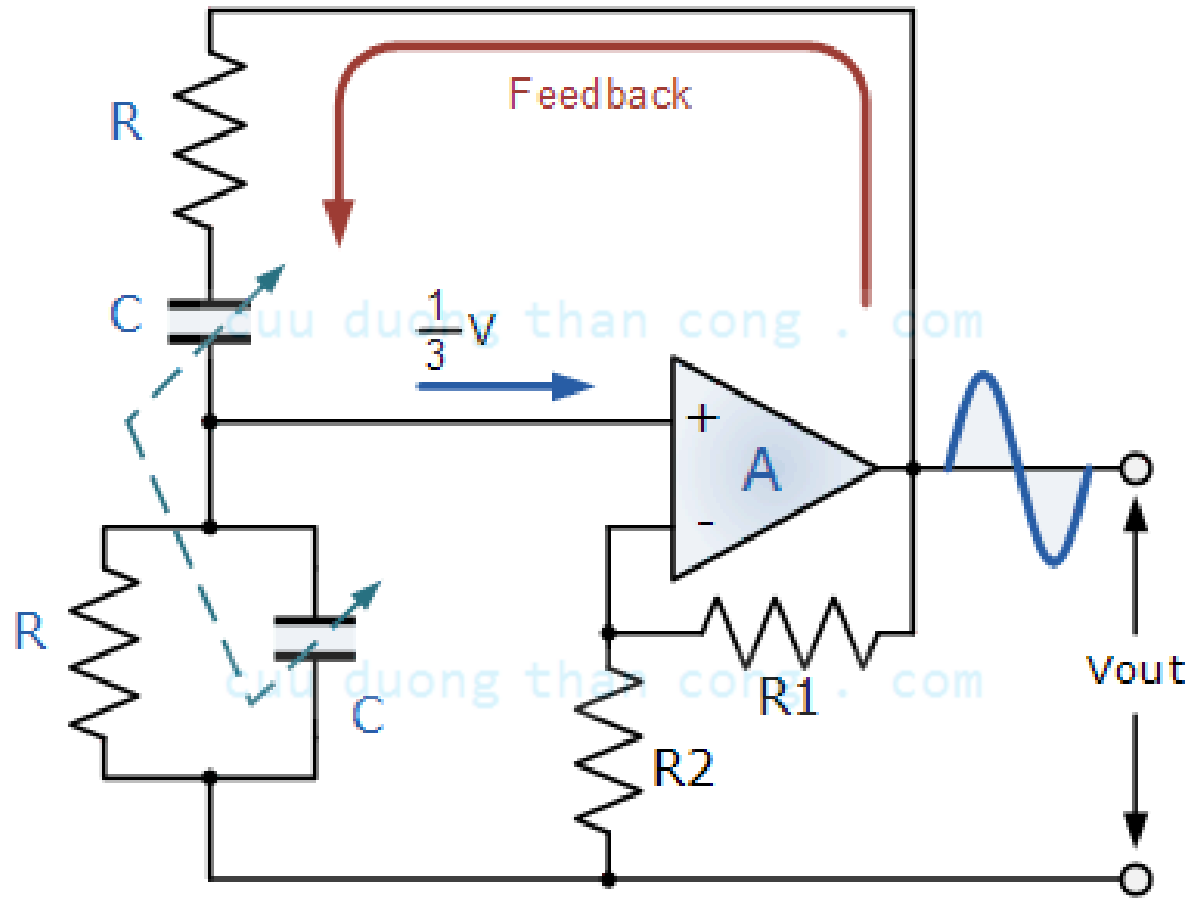 Feedback
R
C
1
3 V
cuu duong than cong . com
+
A
-
R
C
R1
R2
Vout
cuu duong than cong . com